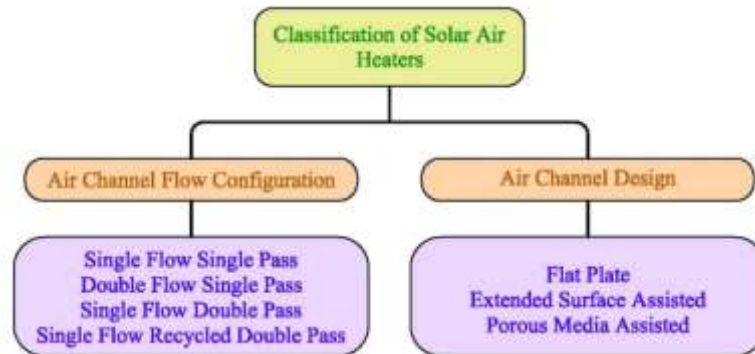 Classification of Solar Air
Heaters
Air Channel Flow Configuration
Air Channel Design
Single Flow Single Pass
Double Flow Single Pass
Single Flow Double Pass
Single Flow Recycled Double Pass
Flat Plate
Extended Surface Assisted
Porous Media Assisted